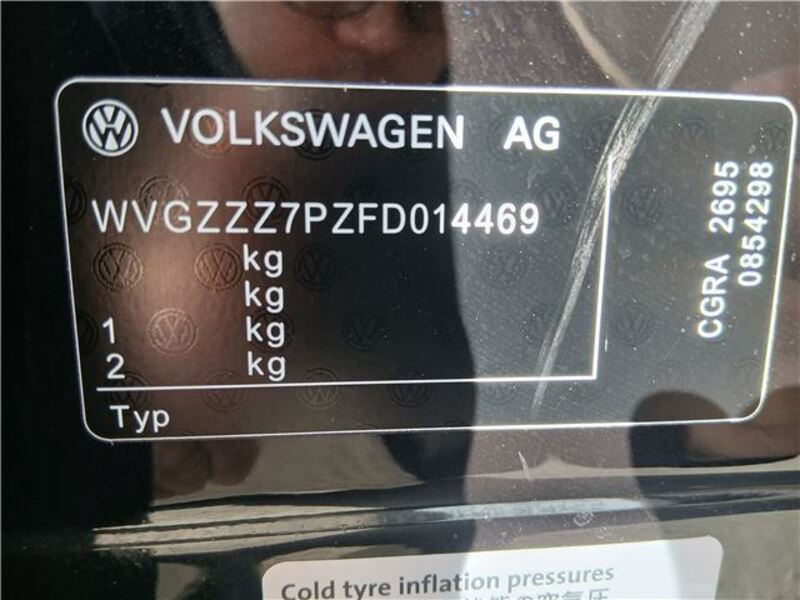 VOLKSWAGEN AG
WVGZZZ7PZFD014469
kg
kg
1 kg
2 kg
Typ
CGRA 2695
0854298
Cold tyre inflation pressures